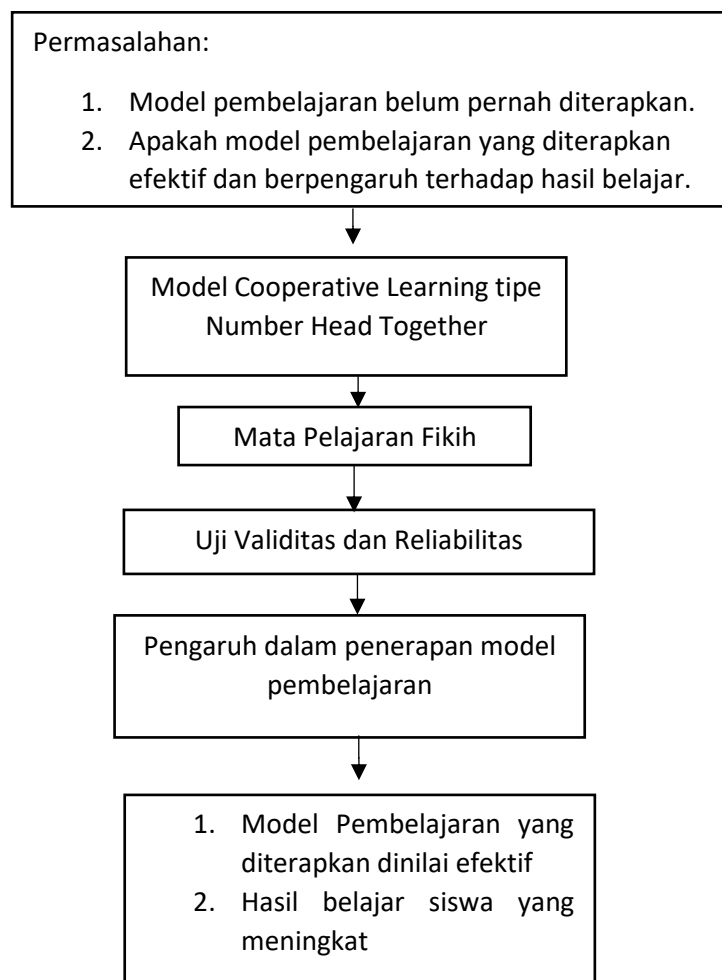 Permasalahan:
1. Model pembelajaran belum pernah diterapkan.
2. Apakah model pembelajaran yang diterapkan
efektif dan berpengaruh terhadap hasil belajar.
Model Cooperative Learning tipe
Number Head Together
Mata Pelajaran Fikih
Uji Validitas dan Reliabilitas
Pengaruh dalam penerapan model
pembelajaran
1. Model Pembelajaran yang
diterapkan dinilai efektif
2. Hasil belajar siswa yang
meningkat